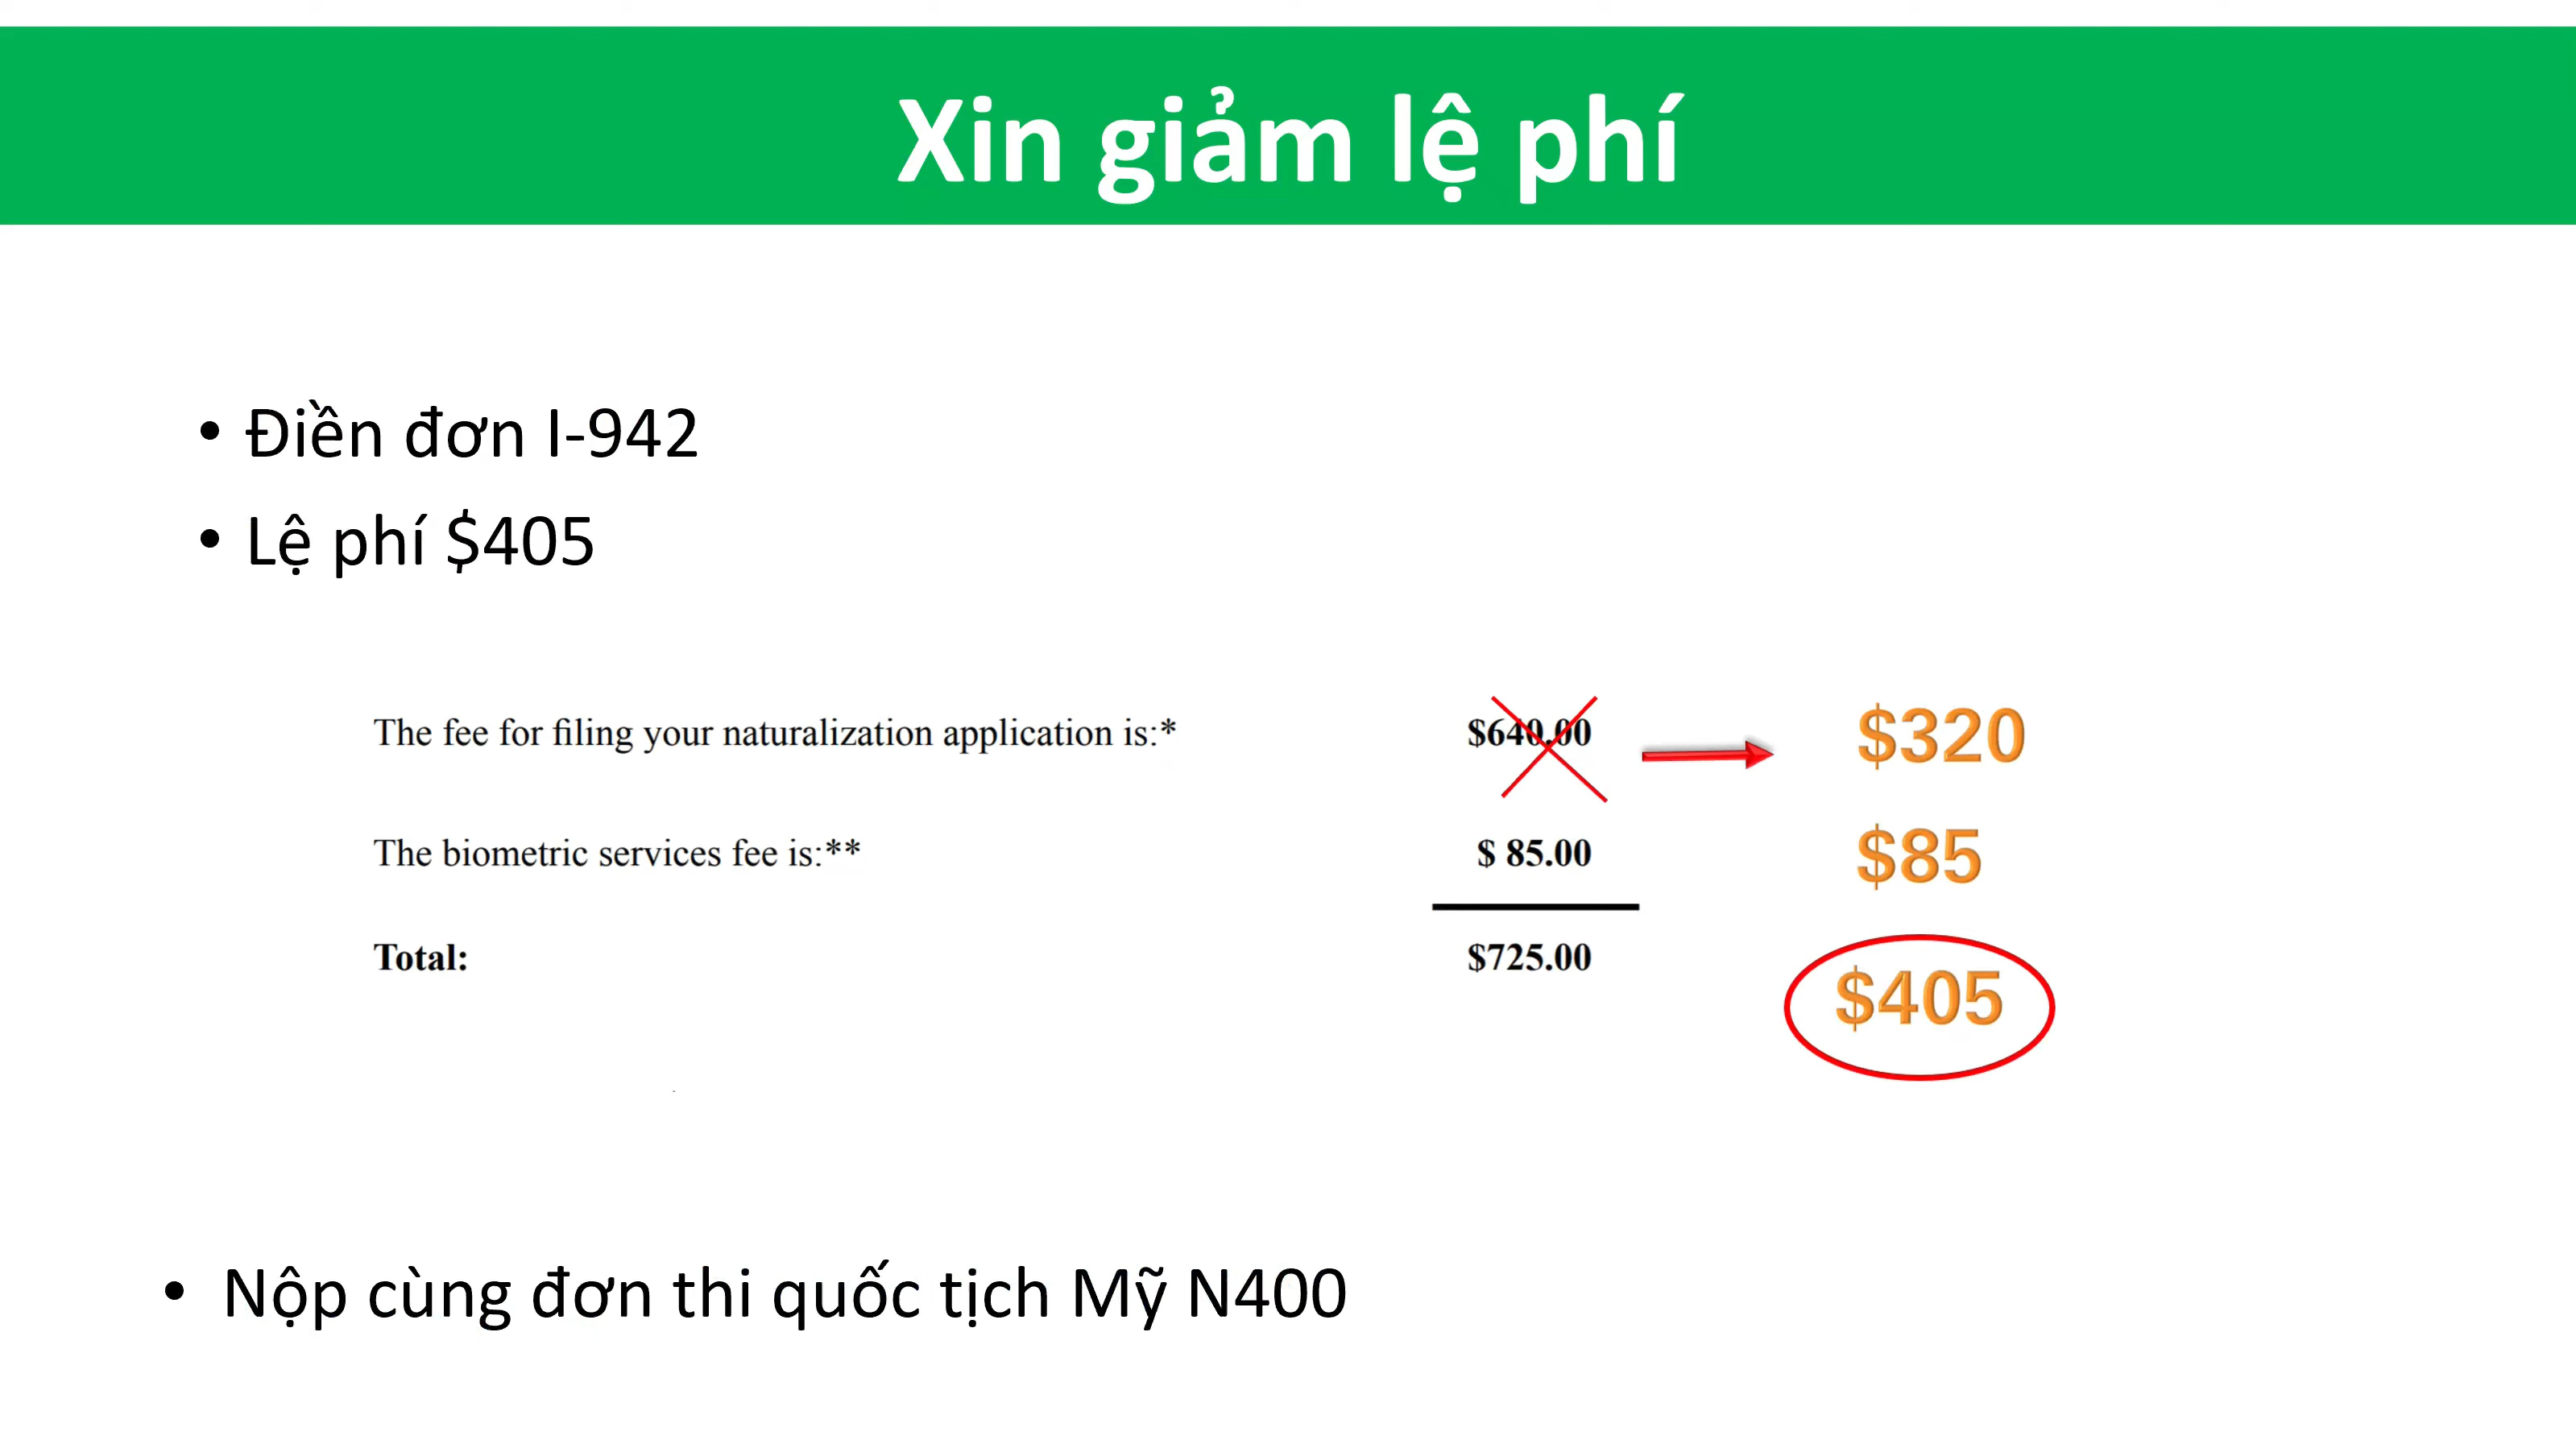 Xin giảm lệ phí
• Điền đơn I-942
• Lệ phí $405
The fee for filing your naturalization application is:* $640.00 $320
The biometric services fee is:** $ 85.00 $85
Total: $725.00 $405
• Nộp cùng đơn thi quốc tịch Mỹ N400